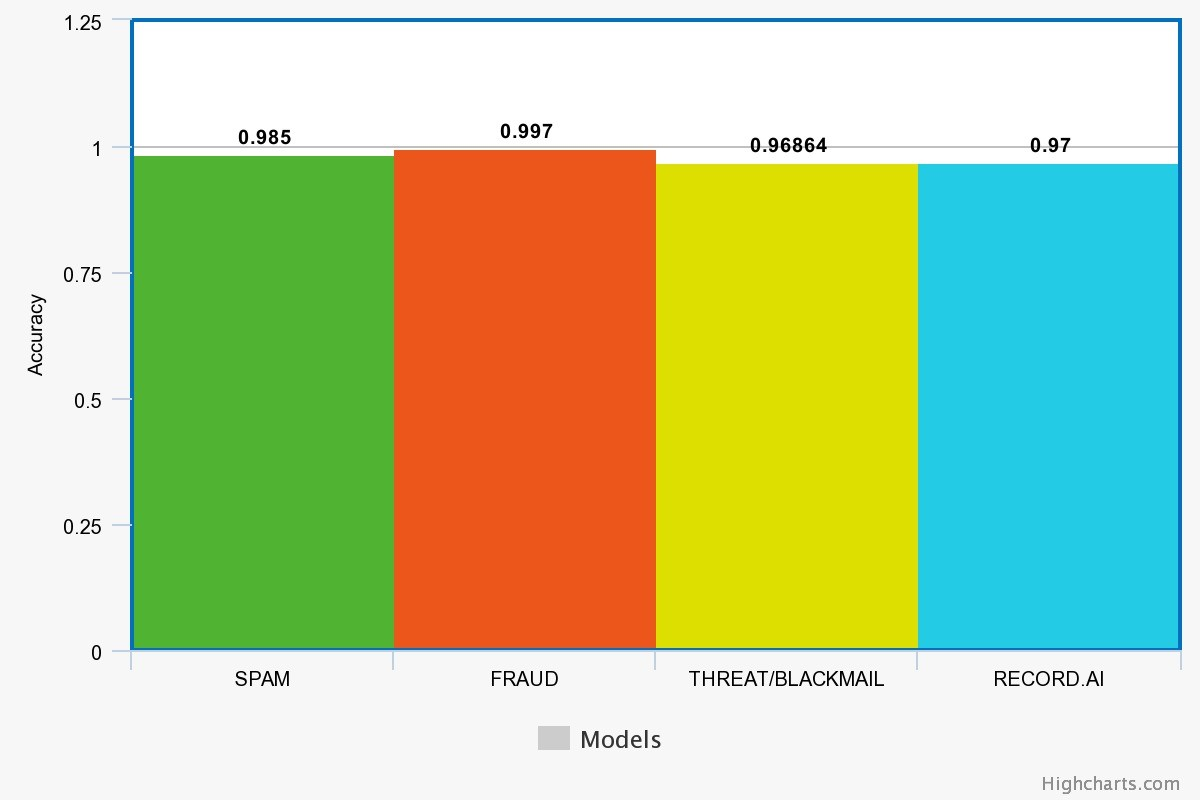 1.25
0.985
0.997
0.96864
0.97
1
0.75
Accuracy
0.5
0.25
0
SPAM
FRAUD
THREAT/BLACKMAIL
RECORD.AI
Models
Highcharts.com